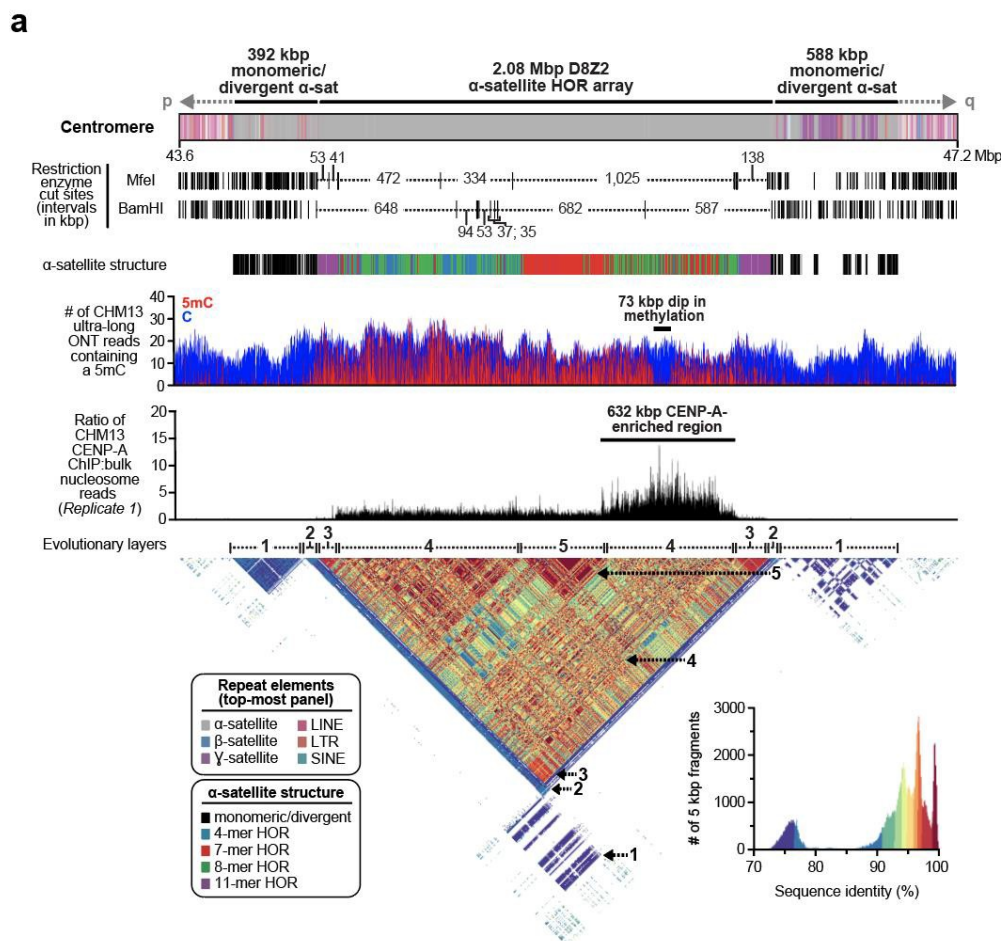 a
392 kbp
monomeric/
divergent α-sat
2.08 Mbp D8Z2
α-satellite HOR array
588 kbp
monomeric/
divergent α-sat
p
q
Centromere
43.6
53 41
138
47.2 Mbp
Restriction
enzyme
cut sites
(intervals
in kbp)
MfeI
472
334
1,025
BamHI
648
682
587
94 53 37; 35
α-satellite structure
# of CHM13
ultra-long
ONT reads
containing
a 5mC
40
30
20
10
0
5mC
C
73 kbp dip in
methylation
Ratio of
CHM13
CENP-A
ChIP:bulk
nucleosome
reads
(Replicate 1)
20
15
10
5
0
632 kbp CENP-A-
enriched region
Evolutionary layers
1
2
3
4
5
4
3
2
1
5
4
3
2
1
Repeat elements
(top-most panel)
α-satellite
LINE
β-satellite
LTR
Ɣ-satellite
SINE
α-satellite structure
monomeric/divergent
4-mer HOR
7-mer HOR
8-mer HOR
11-mer HOR
# of 5 kbp fragments
3000
2000
1000
0
70 80 90 100
Sequence identity (%)